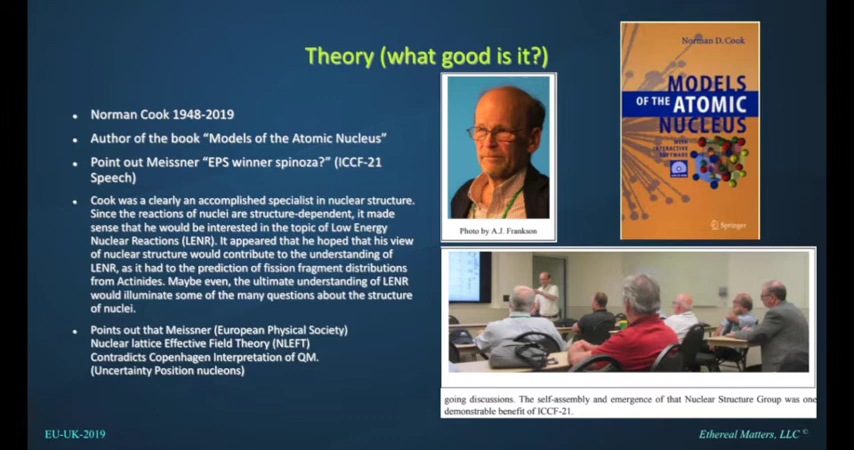 Theory (what good is it?)
Norman Cook 1948-2019
Author of the book “Models of the Atomic Nucleus”
Point out Meissner “EPS winner spinoza?” (ICCF-21
Speech)
Cook was a clearly an accomplished specialist in nuclear structure.
Since the reactions of nuclei are structure-dependent, it made
sense that he would be interested in the topic of Low Energy
Nuclear Reactions (LENR). It appeared that he hoped that his view
of nuclear structure would contribute to the understanding of
LENR, as it had to the prediction of fission fragment distributions
from Actinides. Maybe even, the ultimate understanding of LENR
would illuminate some of the many questions about the structure
of nuclei.
Points out that Meissner (European Physical Society)
Nuclear lattice Effective Field Theory (NLEFT)
Contradicts Copenhagen Interpretation of QM.
(Uncertainty Position nucleons)
Photo by A.J. Frankson
Norman D. Cook
MODELS
OF THE ATOMIC
NUCLEUS
WITH
INTERACTIVE
SOFTWARE
Springer
going discussions. The self-assembly and emergence of that Nuclear Structure Group was one
demonstrable benefit of ICCF-21.
EU-UK-2019
Ethereal Matters, LLC ©